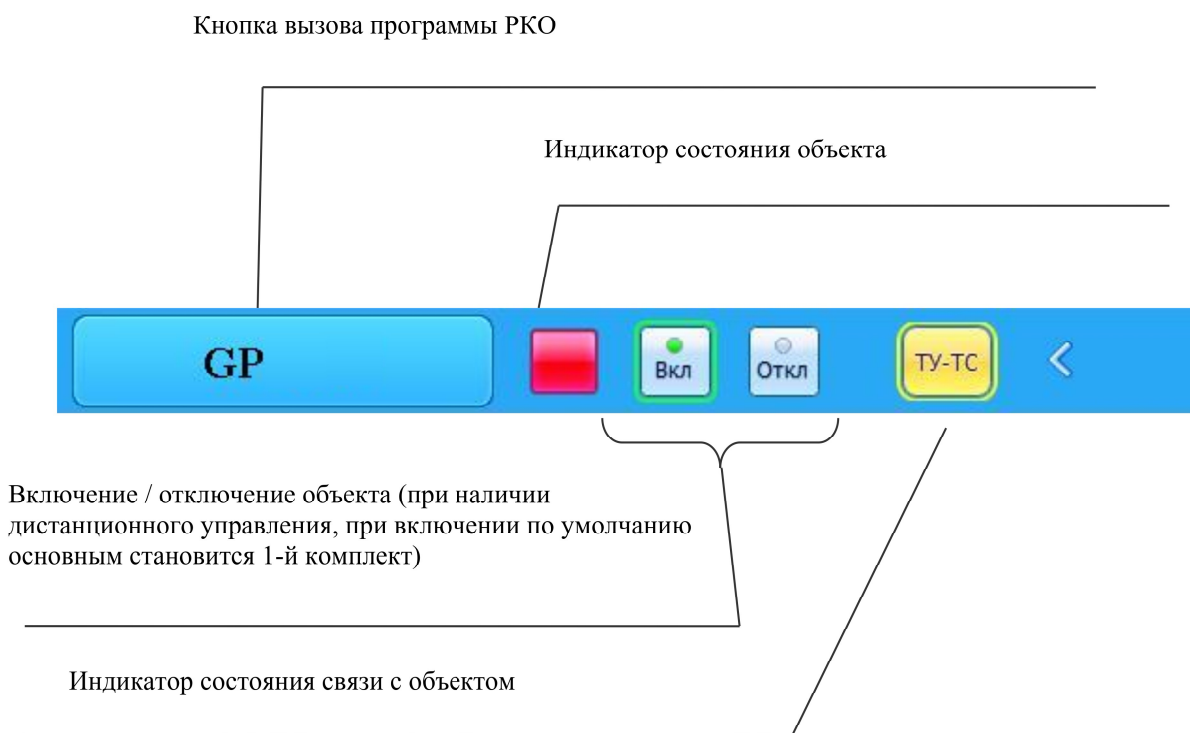 Кнопка вызова программы РКО
Индикатор состояния объекта
GP
Вкл
Откл
ТУ-ТС
Включение / отключение объекта (при наличии
дистанционного управления, при включении по умолчанию
основным становится 1-й комплект)
Индикатор состояния связи с объектом